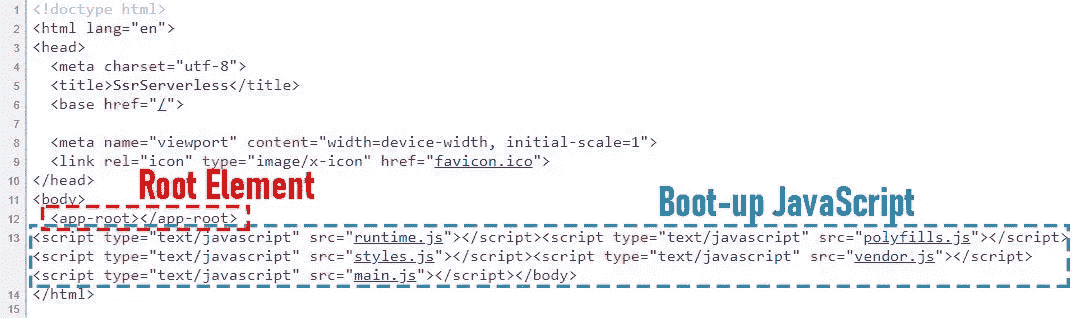 1 <!doctype html>
2 <html lang="en">
3 <head>
4 <meta charset="utf-8">
5 <title>SsrServerless</title>
6 <base href="/">
7
8 <meta name="viewport" content="width=device-width, initial-scale=1">
9 <link rel="icon" type="image/x-icon" href="favicon.ico">
10 </head>
Root Element
11 <body>
Boot-up JavaScript
12 <app-root></app-root>
13 <script type="text/javascript" src="runtime.js"></script><script type="text/javascript" src="polyfills.js"></script>
<script type="text/javascript" src="styles.js"></script><script type="text/javascript" src="vendor.js"></script>
<script type="text/javascript" src="main.js"></script></body>
14 </html>
15